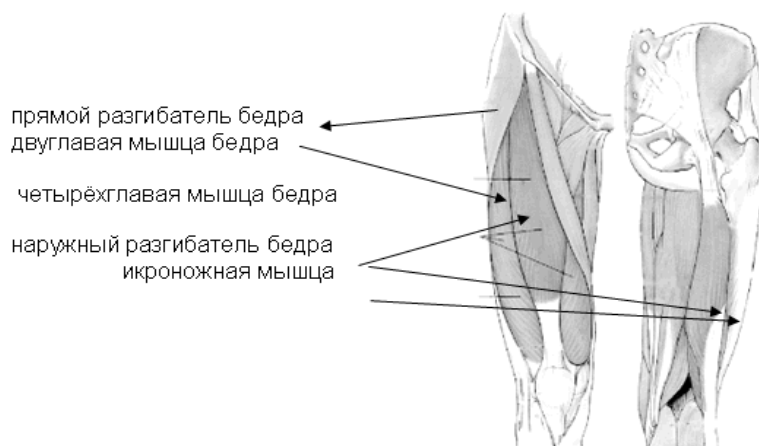 прямой разгибатель бедра
двуглавая мышца бедра
четырёхглавая мышца бедра
наружный разгибатель бедра
икроножная мышца